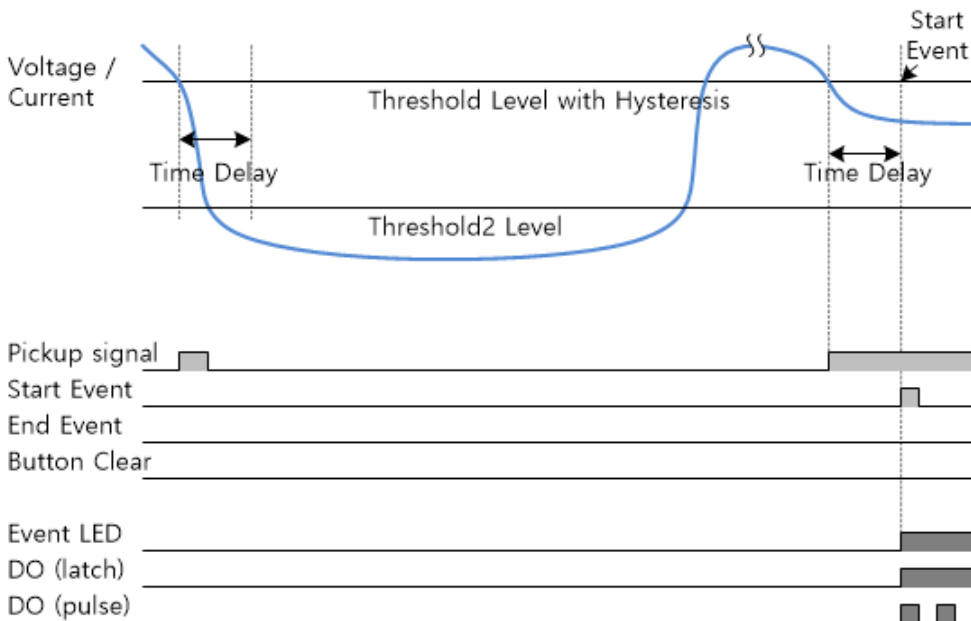 Start
Event
Voltage /
Current
Threshold Level with Hysteresis
Time Delay
Time Delay
Threshold2 Level
Pickup signal
Start Event
End Event
Button Clear
Event LED
DO (latch)
DO (pulse)